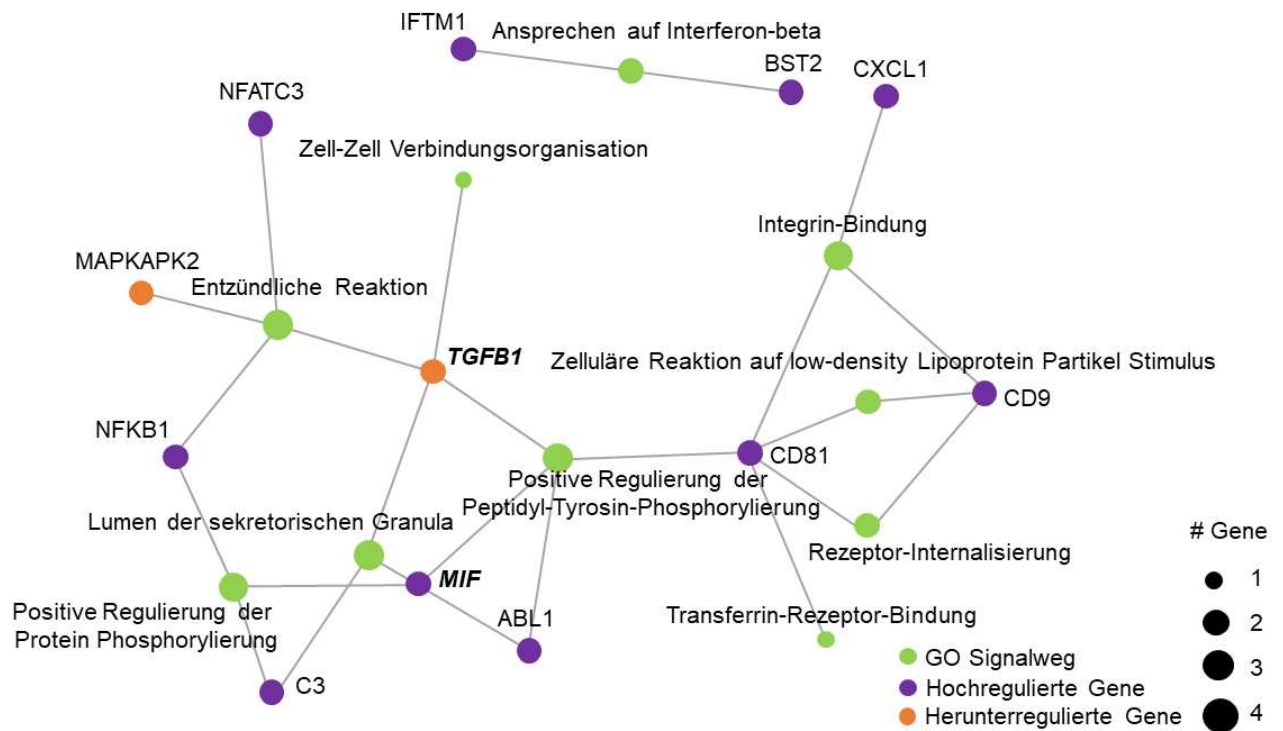 IFTM1
Ansprechen auf Interferon-beta
BST2
CXCL1
NFATC3
Zell-Zell Verbindungsorganisation
Integrin-Bindung
MAPKAPK2
Entzündliche Reaktion
TGFB1
Zelluläre Reaktion auf low-density Lipoprotein Partikel Stimulus
CD9
NFKB1
CD81
Positive Regulierung der
Peptidyl-Tyrosin-Phosphorylierung
Lumen der sekretorischen Granula
Rezeptor-Internalisierung
MIF
Positive Regulierung der
Protein Phosphorylierung
ABL1
Transferrin-Rezeptor-Bindung
C3
# Gene
1
2
3
4
GO Signalweg
Hochregulierte Gene
Herunterregulierte Gene